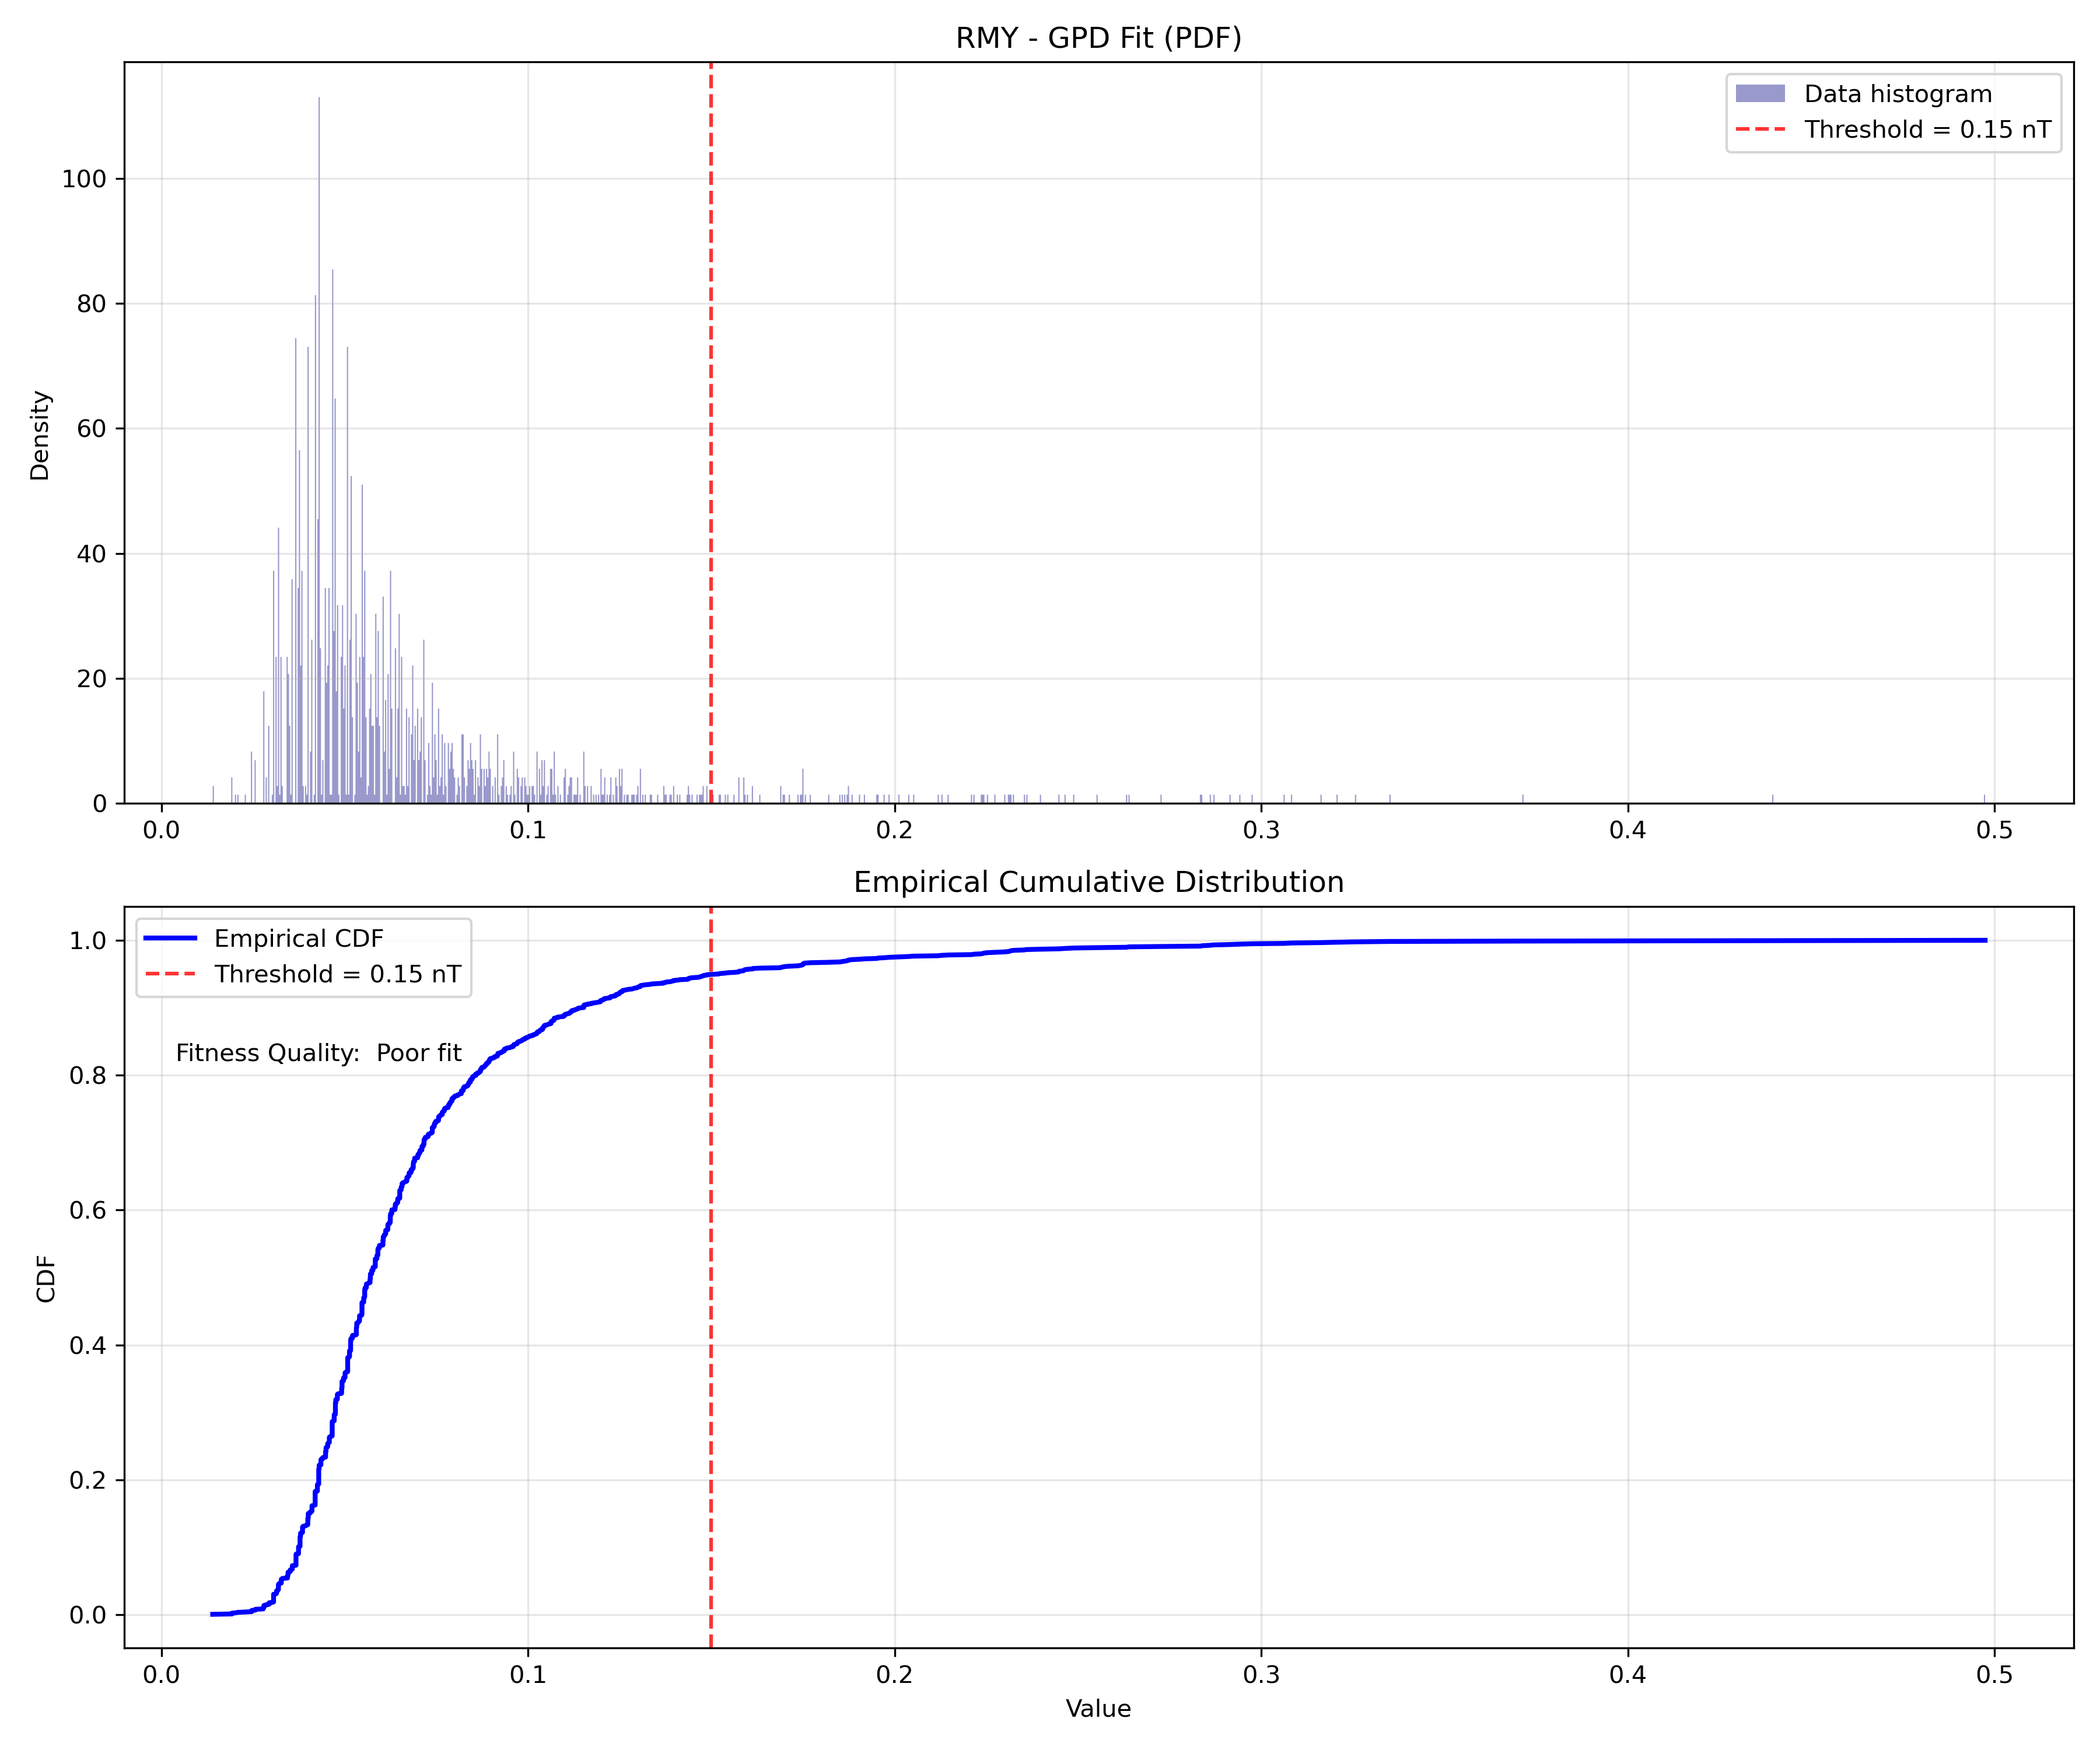 RMY - GPD Fit (PDF)
Data histogram
Threshold = 0.15 nT
Density
100
80
60
40
20
0
0.0 0.1 0.2 0.3 0.4 0.5
Empirical Cumulative Distribution
Empirical CDF
Threshold = 0.15 nT
Fitness Quality: Poor fit
CDF
1.0
0.8
0.6
0.4
0.2
0.0
0.0 0.1 0.2 0.3 0.4 0.5
Value